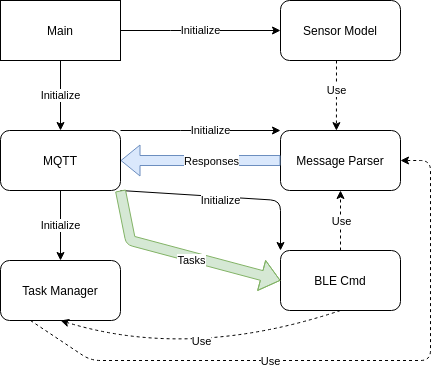 Main
Initialize
Sensor Model
Initialize
Use
MQTT
Initialize
Responses
Message Parser
Initialize
Initialize
Use
Tasks
Task Manager
BLE Cmd
Use
Use